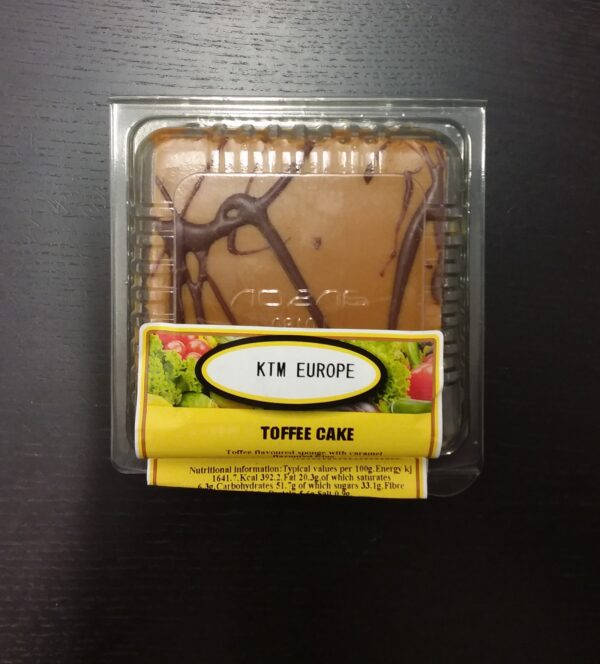 KTM EUROPE
TOFFEE CAKE
Toffee flavoured sponge with caramel
Nutritional information:Typical values per 100g.Energy kj
1641.7.Kcal 392.2.Fat 20.3g.of which saturates
6.3g.Carbohydrates 51.7g of which sugars 33.1g.Fibre